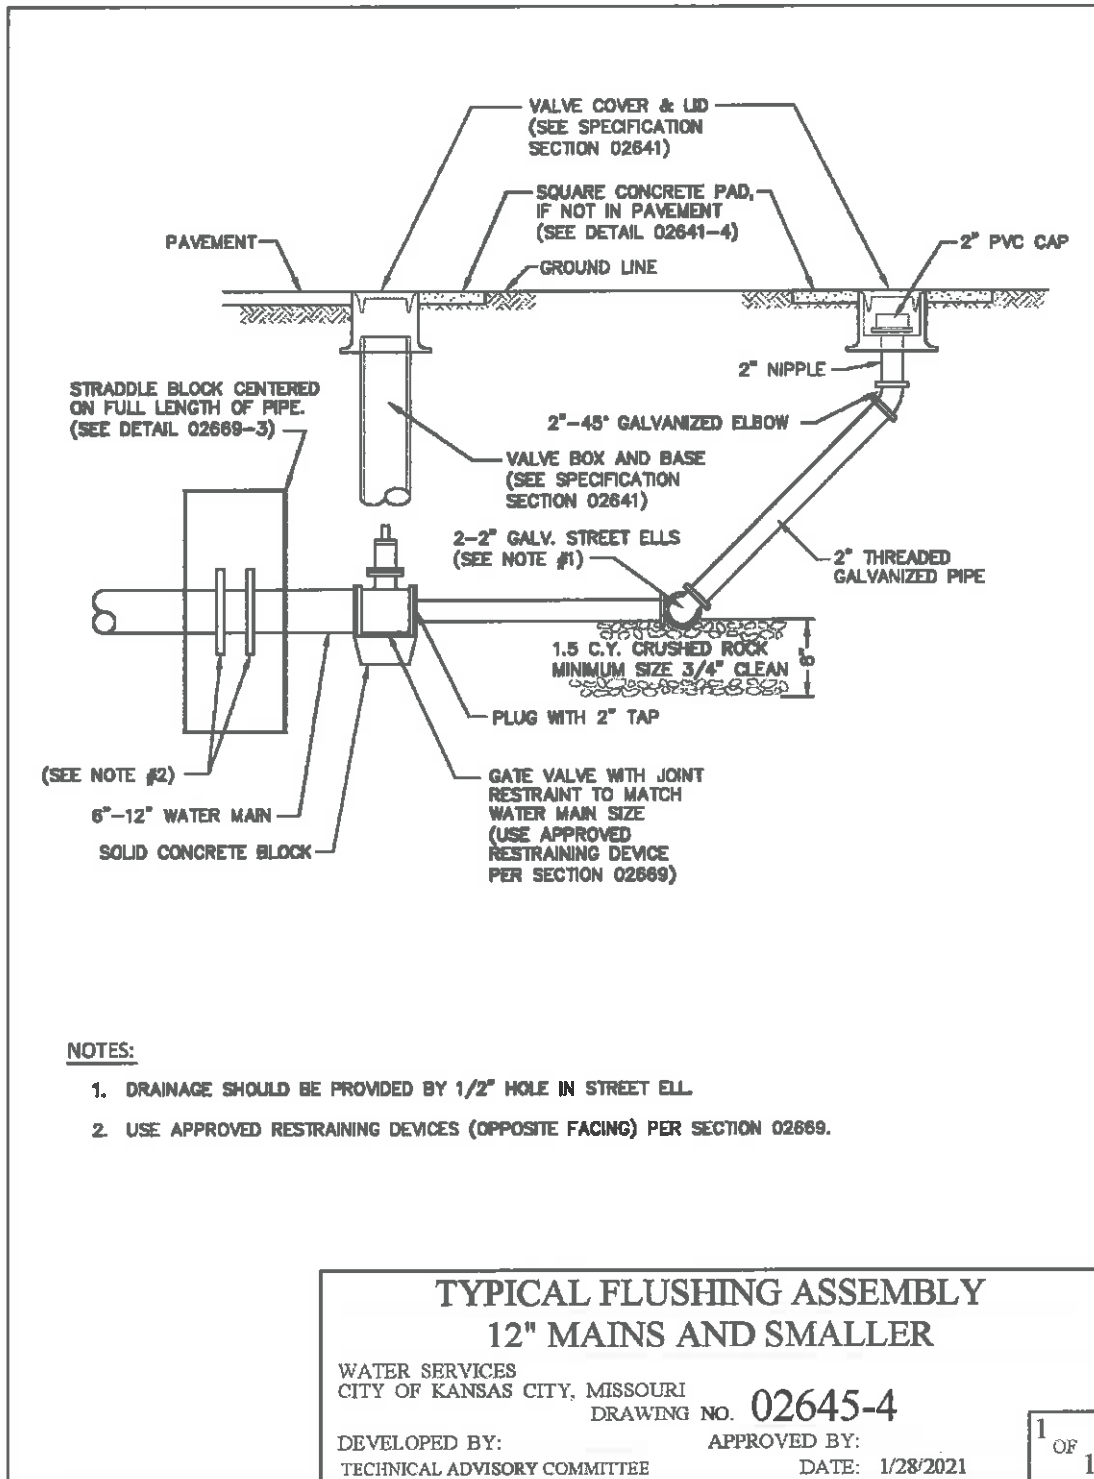 VALVE COVER & LID
(SEE SPECIFICATION
SECTION 02641)
SQUARE CONCRETE PAD,
IF NOT IN PAVEMENT
(SEE DETAIL 02641-4)
PAVEMENT
GROUND LINE
2" PVC CAP
2" NIPPLE
STRADDLE BLOCK CENTERED
ON FULL LENGTH OF PIPE.
(SEE DETAIL 02669-3)
2"-45° GALVANIZED ELBOW
VALVE BOX AND BASE
(SEE SPECIFICATION
SECTION 02641)
2-2" GALV. STREET ELLS
(SEE NOTE #1)
2" THREADED
GALVANIZED PIPE
1.5 C.Y. CRUSHED ROCK
MINIMUM SIZE 3/4" CLEAN
8"
PLUG WITH 2" TAP
(SEE NOTE #2)
6"-12" WATER MAIN
SOLID CONCRETE BLOCK
GATE VALVE WITH JOINT
RESTRAINT TO MATCH
WATER MAIN SIZE
(USE APPROVED
RESTRAINING DEVICE
PER SECTION 02669)
NOTES:
1. DRAINAGE SHOULD BE PROVIDED BY 1/2" HOLE IN STREET ELL.
2. USE APPROVED RESTRAINING DEVICES (OPPOSITE FACING) PER SECTION 02669.
TYPICAL FLUSHING ASSEMBLY
12" MAINS AND SMALLER
WATER SERVICES
CITY OF KANSAS CITY, MISSOURI
DRAWING NO. 02645-4
DEVELOPED BY:
TECHNICAL ADVISORY COMMITTEE
APPROVED BY:
DATE: 1/28/2021
1 OF 1